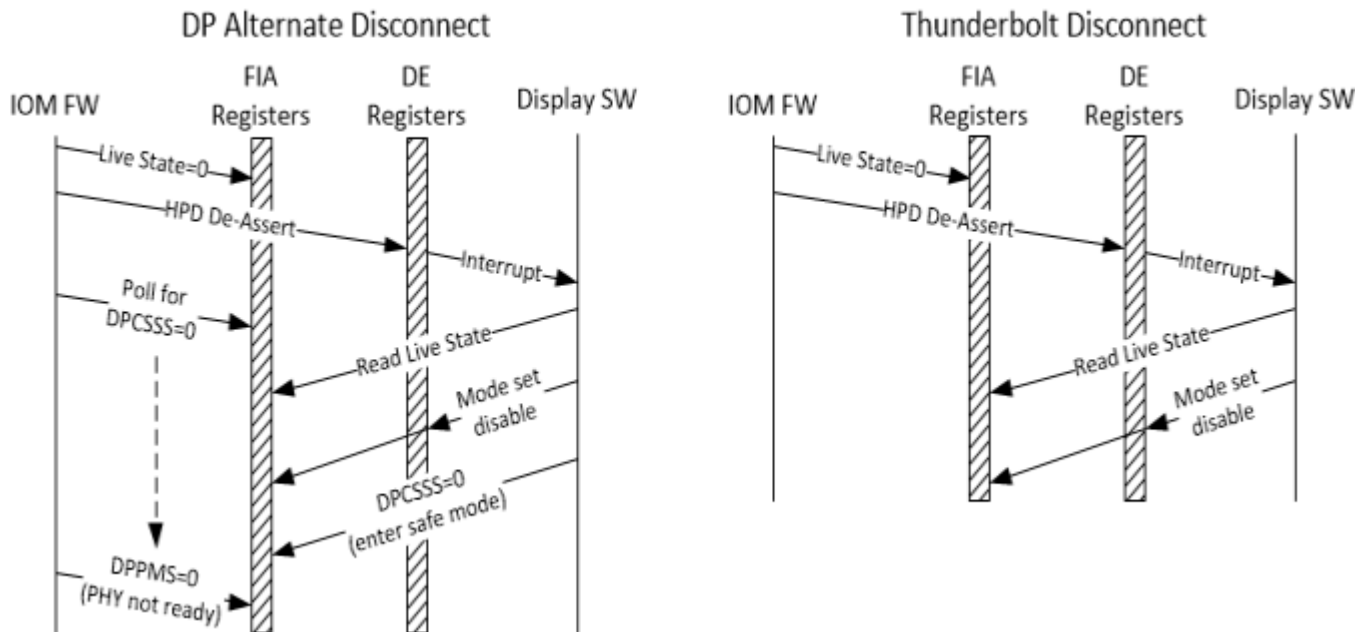 DP Alternate Disconnect
IOM FW
FIA
Registers
DE
Registers
Display SW
Live State=0
HPD De-Assert
Interrupt
Poll for
DPCSSS=0
Read Live State
Mode set
disable
DPCSSS=0
(enter safe mode)
DPPMS=0
(PHY not ready)
Thunderbolt Disconnect
IOM FW
FIA
Registers
DE
Registers
Display SW
Live State=0
HPD De-Assert
Interrupt
Read Live State
Mode set
disable